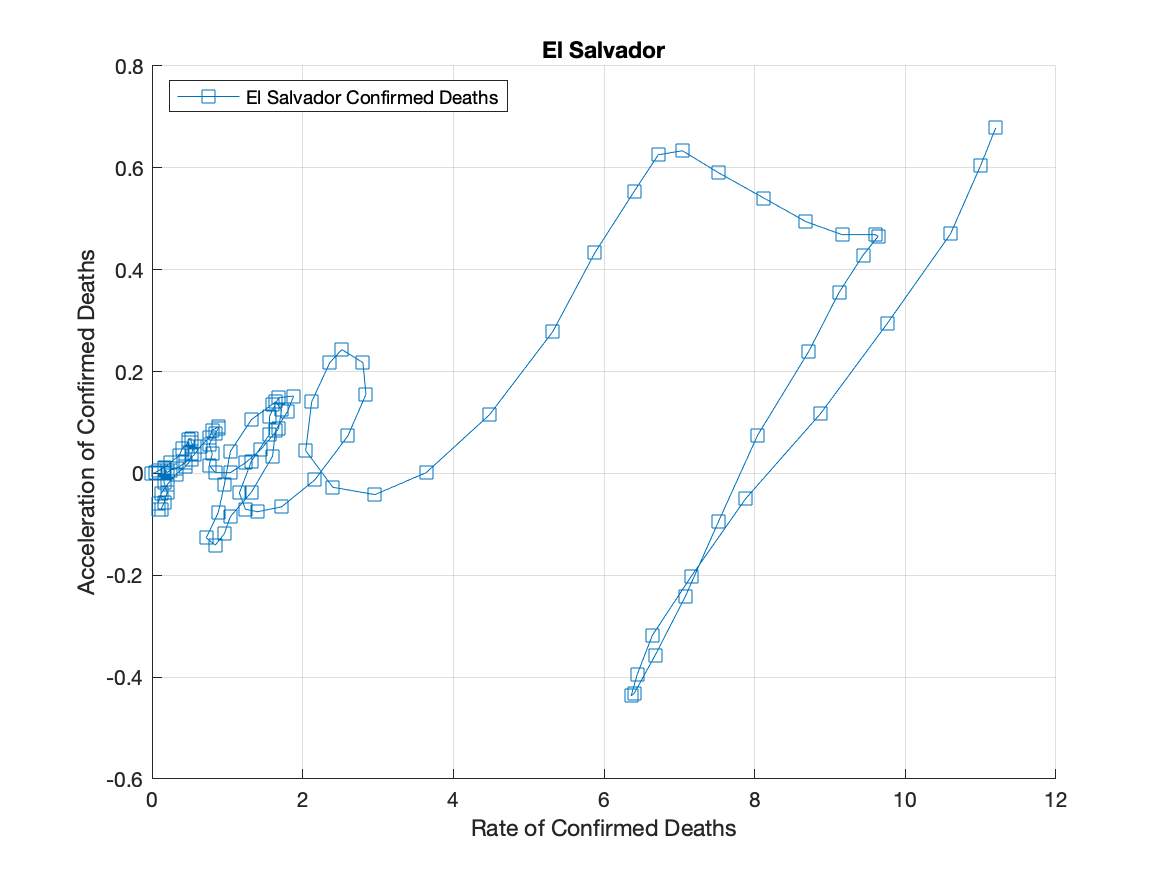 El Salvador
El Salvador Confirmed Deaths
Acceleration of Confirmed Deaths
0.8
0.6
0.4
0.2
0
-0.2
-0.4
-0.6
0 2 4 6 8 10 12
Rate of Confirmed Deaths